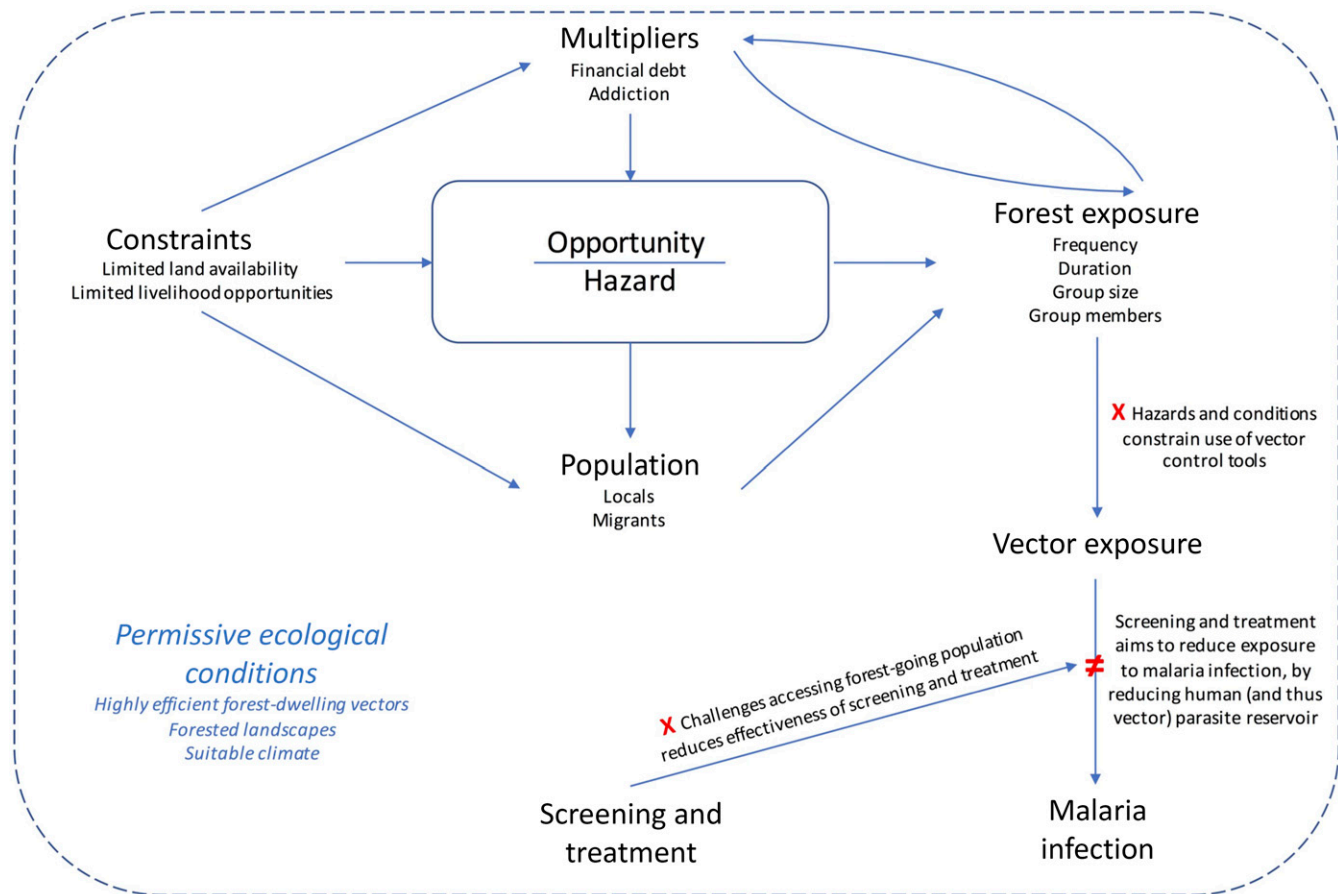 Multipliers
Financial debt
Addiction
Constraints
Limited land availability
Limited livelihood opportunities
Opportunity
Hazard
Forest exposure
Frequency
Duration
Group size
Group members
X Hazards and conditions
constrain use of vector
control tools
Population
Locals
Migrants
Vector exposure
Permissive ecological
conditions
Highly efficient forest-dwelling vectors
Forested landscapes
Suitable climate
X Challenges accessing forest-going population
reduces effectiveness of screening and treatment
≠
Screening and treatment
aims to reduce exposure
to malaria infection, by
reducing human (and thus
vector) parasite reservoir
Screening and
treatment
Malaria
infection